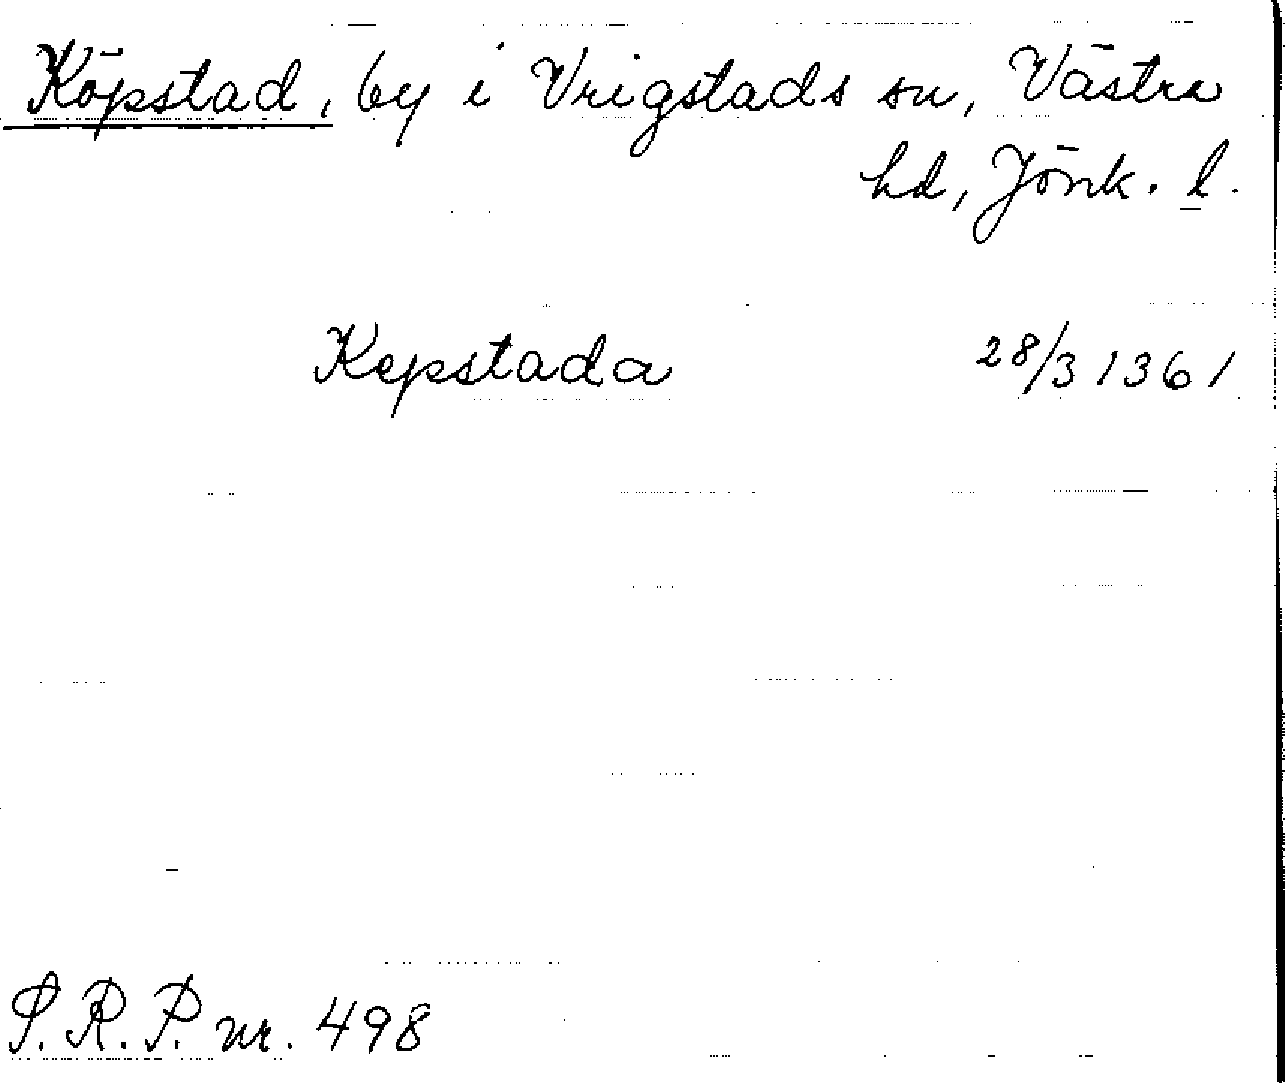 Köpstad, by i Vrigstads sn, Västra
hd, Jönk. l.
Kepstada 28/3 1361
S.R.P. nr. 498